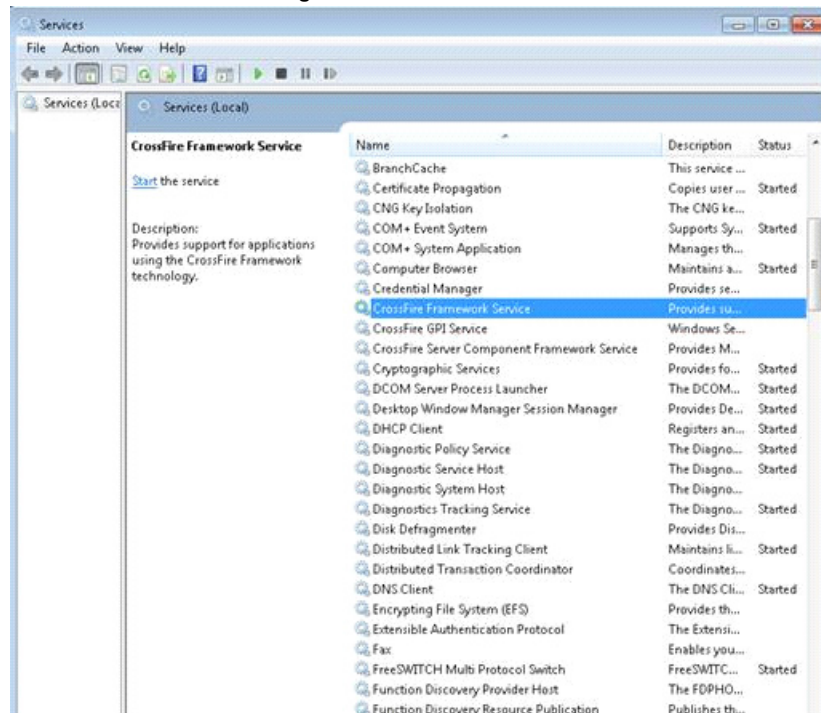 Services
File Action View Help
Services (Loca
Services (Local)
CrossFire Framework Service
Start the service
Description:
Provides support for applications
using the CrossFire Framework
technology.
Name Description Status
BranchCache This service ...
Certificate Propagation Copies user ... Started
CNG Key Isolation The CNG ke...
COM+ Event System Supports Sy... Started
COM+ System Application Manages th...
Computer Browser Maintains a... Started
Credential Manager Provides se...
CrossFire Framework Service Provides su...
CrossFire GPI Service Windows Se...
CrossFire Server Component Framework Service Provides M...
Cryptographic Services Provides fo... Started
DCOM Server Process Launcher The DCOM... Started
Desktop Window Manager Session Manager Provides De... Started
DHCP Client Registers an... Started
Diagnostic Policy Service The Diagno... Started
Diagnostic Service Host The Diagno... Started
Diagnostic System Host The Diagno...
Diagnostics Tracking Service The Diagno... Started
Disk Defragmenter Provides Dis...
Distributed Link Tracking Client Maintains li... Started
Distributed Transaction Coordinator Coordinates...
DNS Client The DNS Cli... Started
Encrypting File System (EFS) Provides th...
Extensible Authentication Protocol The Extensi...
Fax Enables you...
FreeSWITCH Multi Protocol Switch FreeSWITC... Started
Function Discovery Provider Host The FDPHO...
Function Discovery Resource Publication Publishes th...